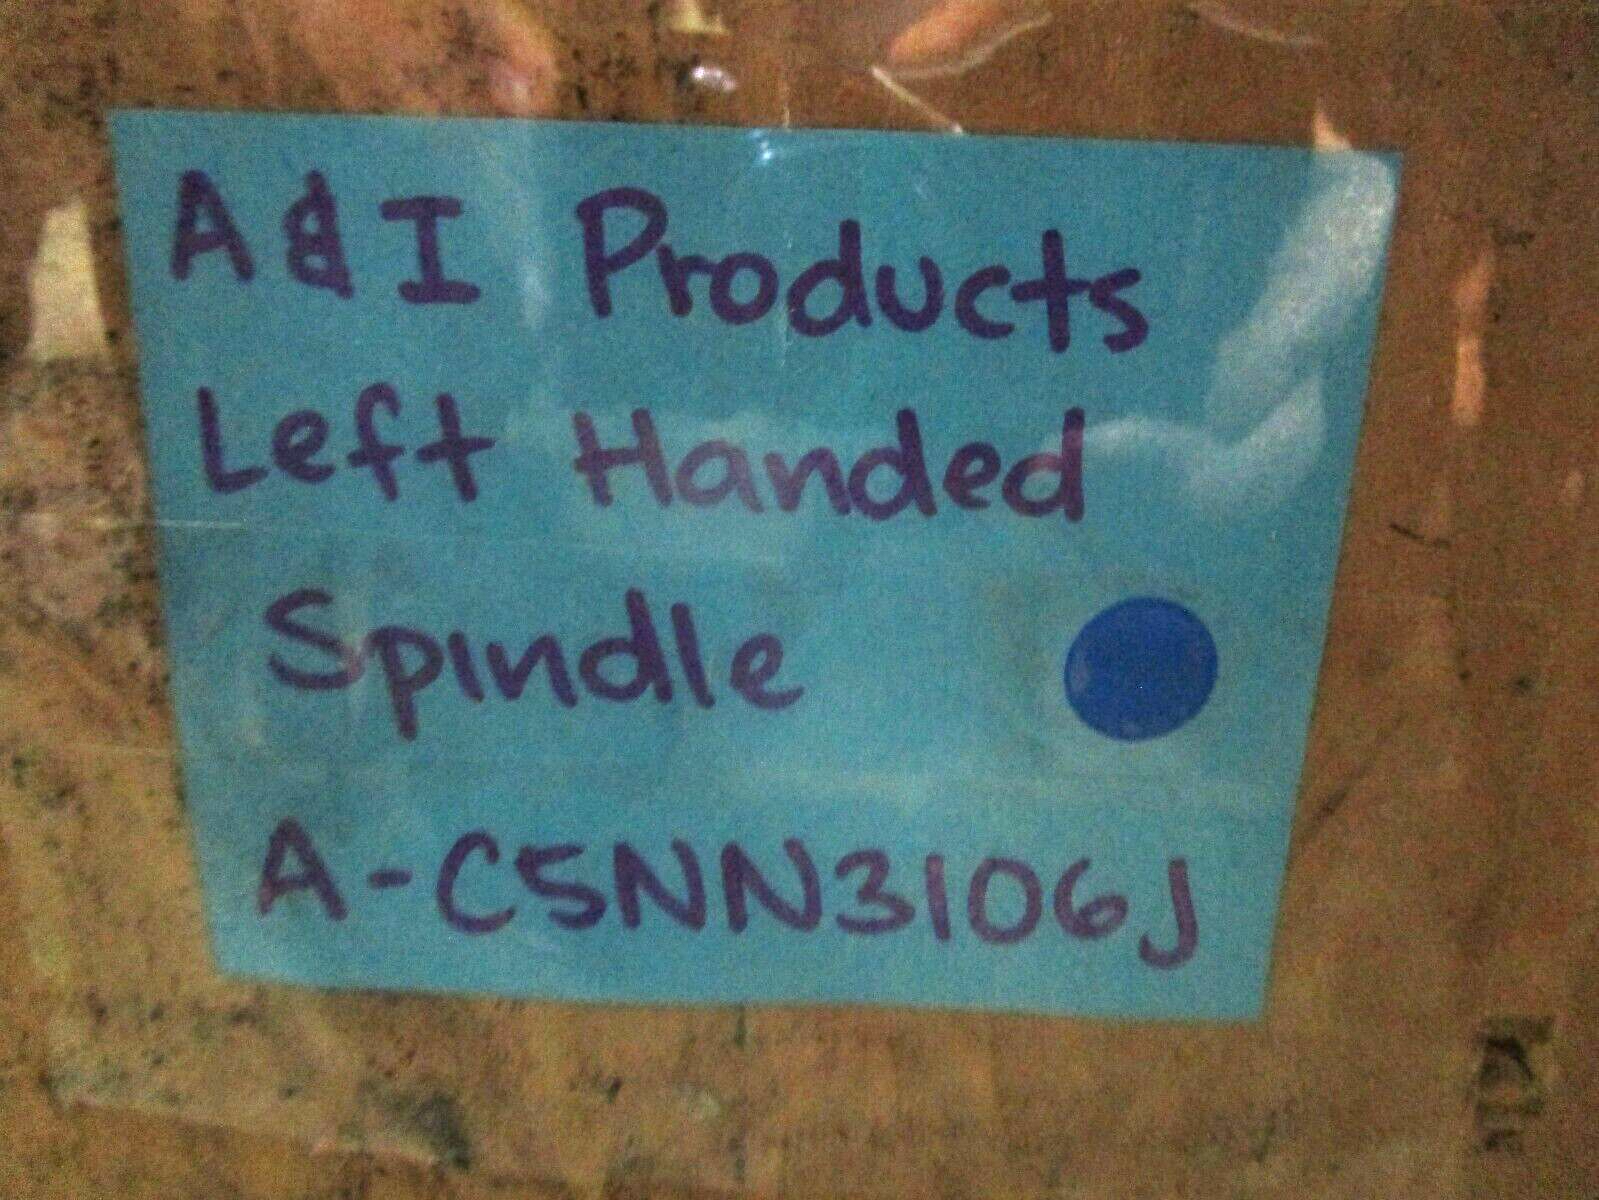 A & I Products
Left Handed
Spindle
A-C5NN3106J